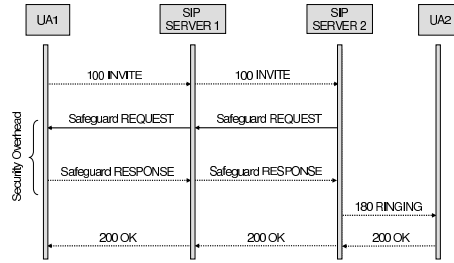 UA1
SIP
SERVER 1
SIP
SERVER 2
UA2
100 INVITE
100 INVITE
Safeguard REQUEST
Safeguard REQUEST
Security Overhead
Safeguard RESPONSE
Safeguard RESPONSE
180 RINGING
200 OK
200 OK
200 OK